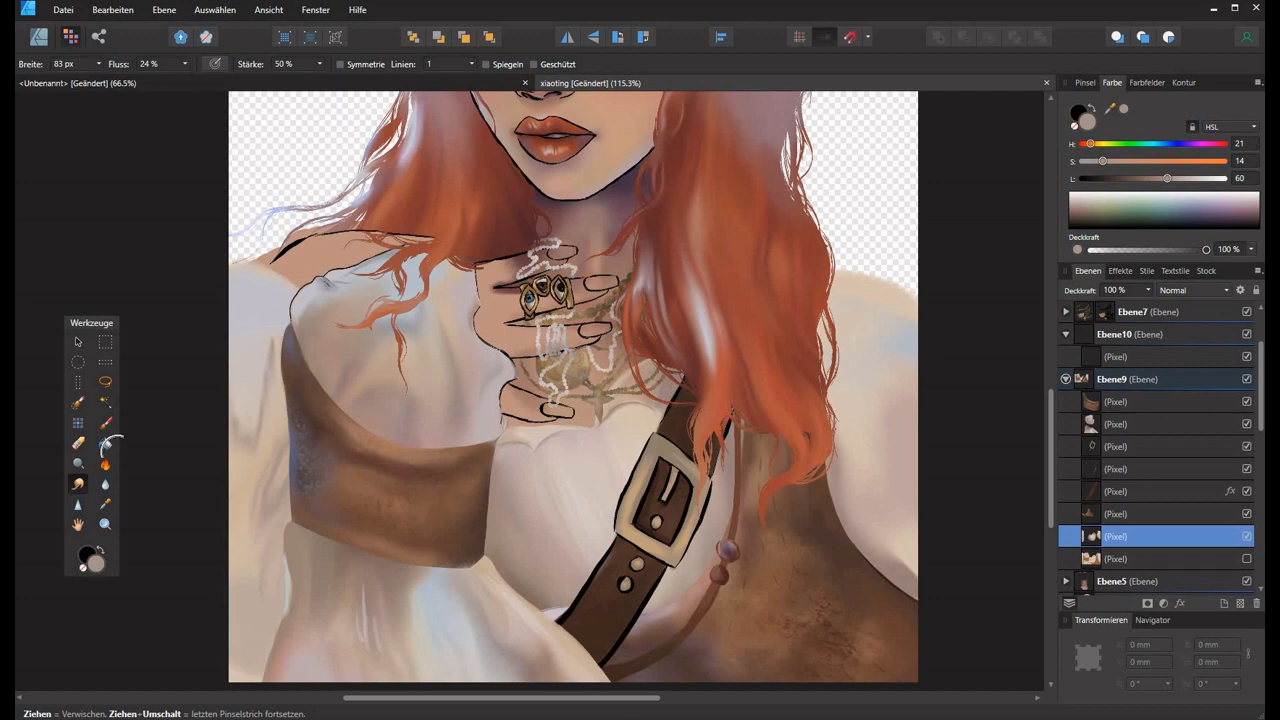 Datei Bearbeiten Ebene Auswählen Ansicht Fenster Hilfe
Breite: 83 px Fluss: 24 % Stärke: 50 % Symmetrie Linien: 1 Spiegeln Geschützt
<Unbenannt> [Geändert] (66.5%)
xiaoting [Geändert] (115.3%)
Pinsel Farbe Farbfelder Kontur
HSL
H: 21
S: 14
L: 60
Deckkraft
100 %
Ebenen Effekte Stile Textstile Stock
Deckkraft: 100 % Normal
Ebene7 (Ebene)
Ebene10 (Ebene)
(Pixel)
Ebene9 (Ebene)
(Pixel)
(Pixel)
(Pixel)
(Pixel)
(Pixel) fx
(Pixel)
(Pixel)
(Pixel)
Ebene5 (Ebene)
fx
Transformieren Navigator
X: 0 mm B: 0 mm
Y: 0 mm H: 0 mm
R: 0 ° S: 0 °
Werkzeuge
Ziehen = Verwischen. Ziehen+Umschalt = letzten Pinselstrich fortsetzen.